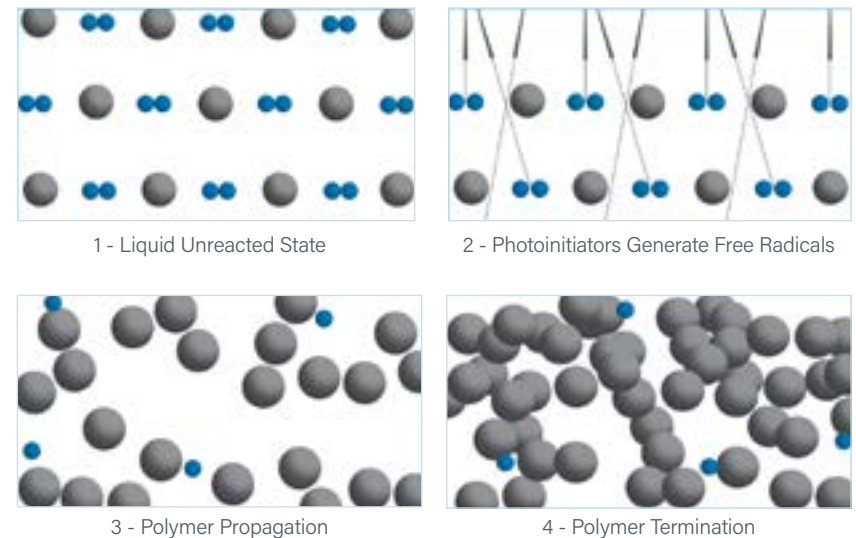 1 - Liquid Unreacted State
2 - Photoinitiators Generate Free Radicals
3 - Polymer Propagation
4 - Polymer Termination